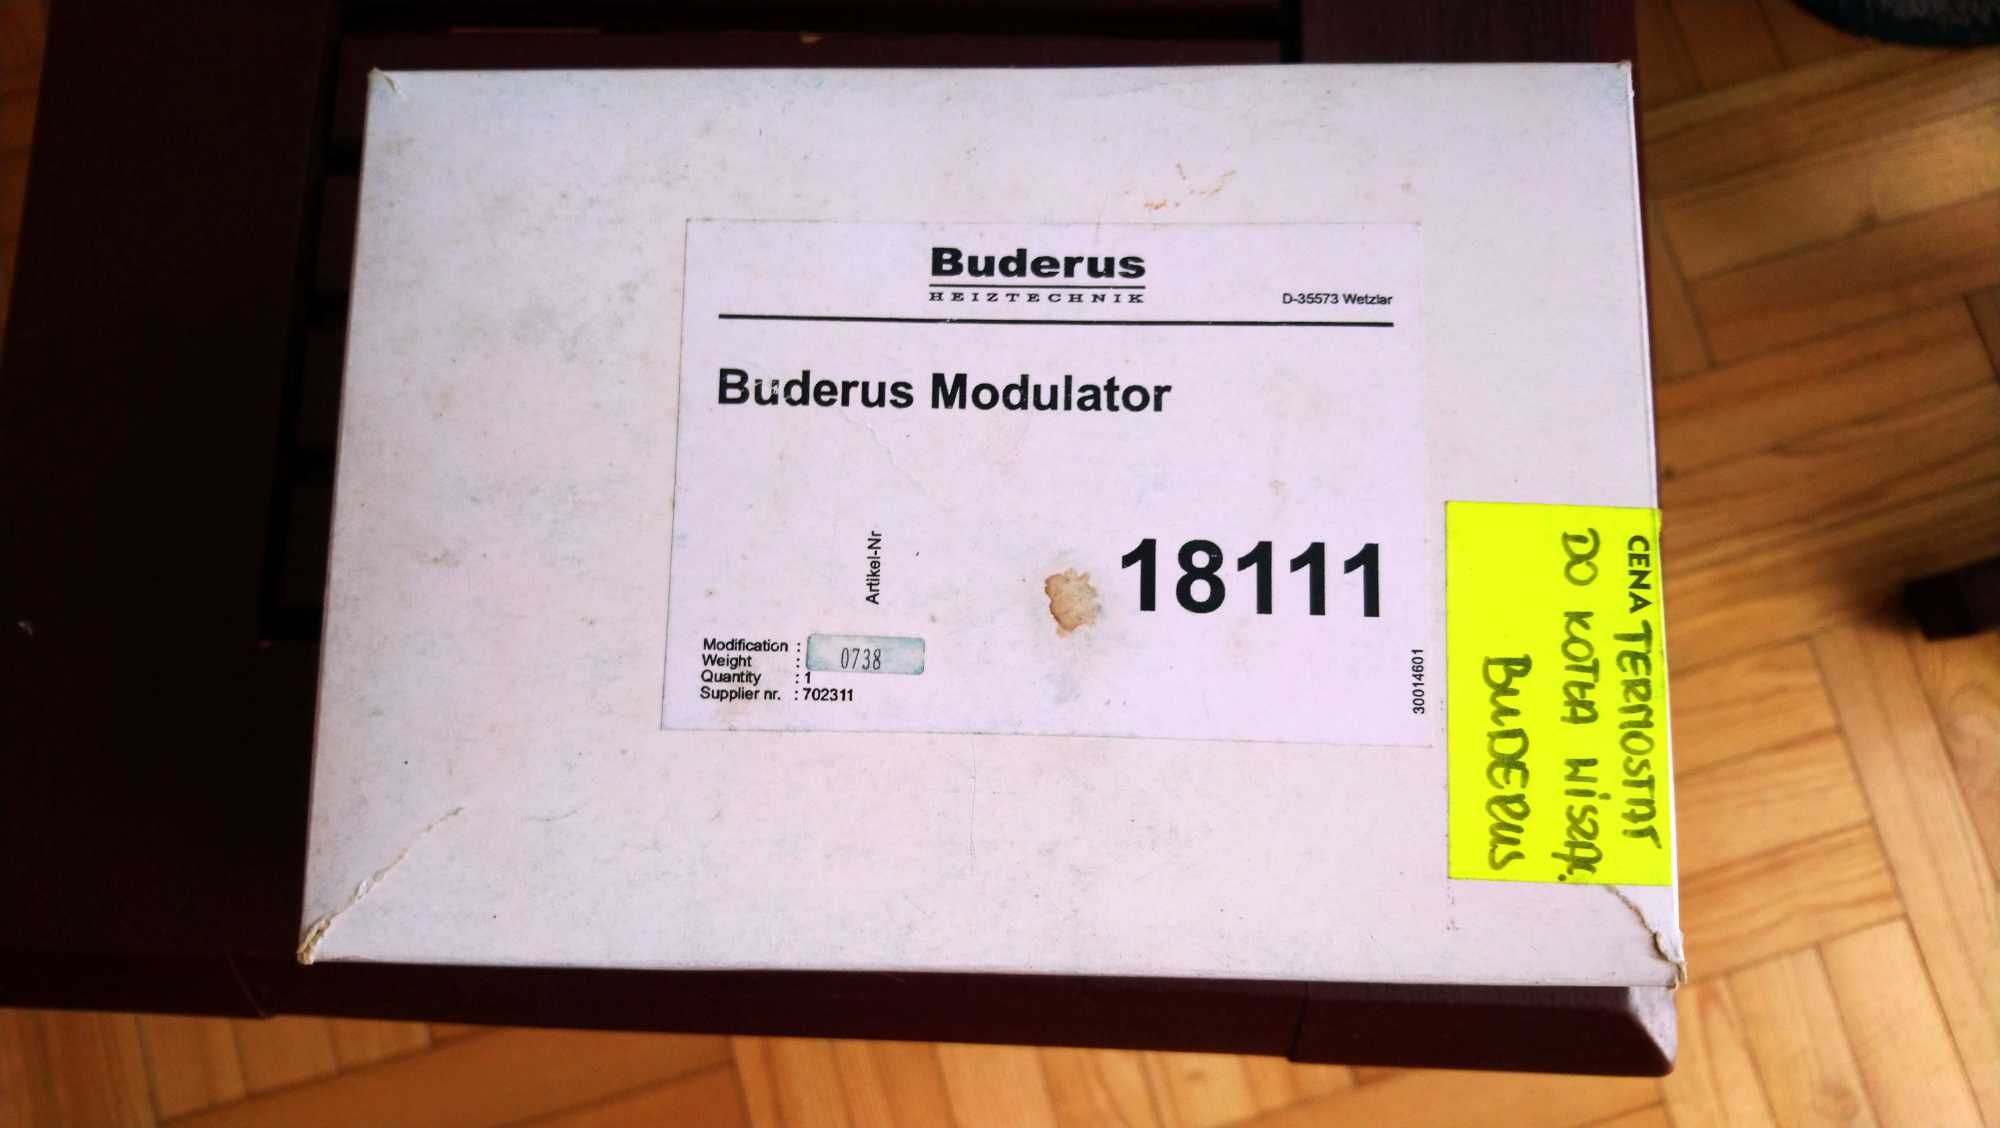 Buderus
HEIZTECHNIK
D-35573 Wetzlar
Buderus Modulator
Artikel-Nr
18111
Modification :
Weight : 0738
Quantity : 1
Supplier nr. : 702311
30014601
CENA TERMOSTAT
DO KOTŁA WISZĄC.
BUDERUS